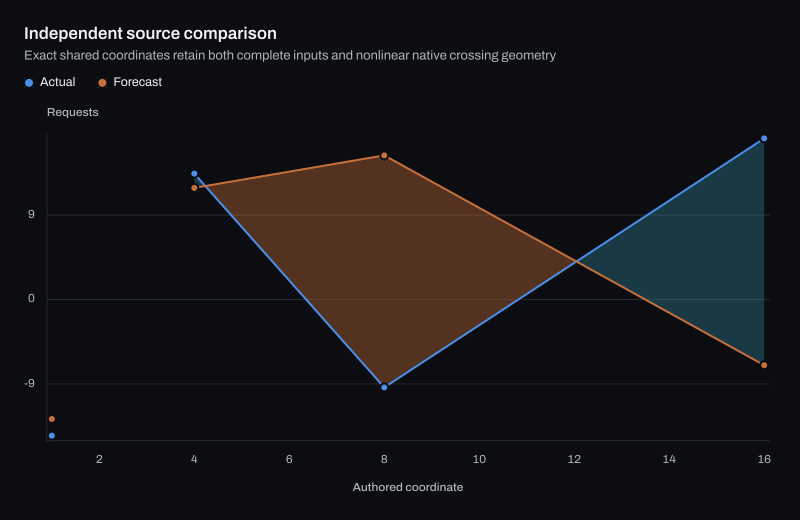 Independent source comparison
Exact shared coordinates retain both complete inputs and nonlinear native crossing geometry
Actual Forecast
Requests
9
0
-9
2 4 6 8 10 12 14 16
Authored coordinate